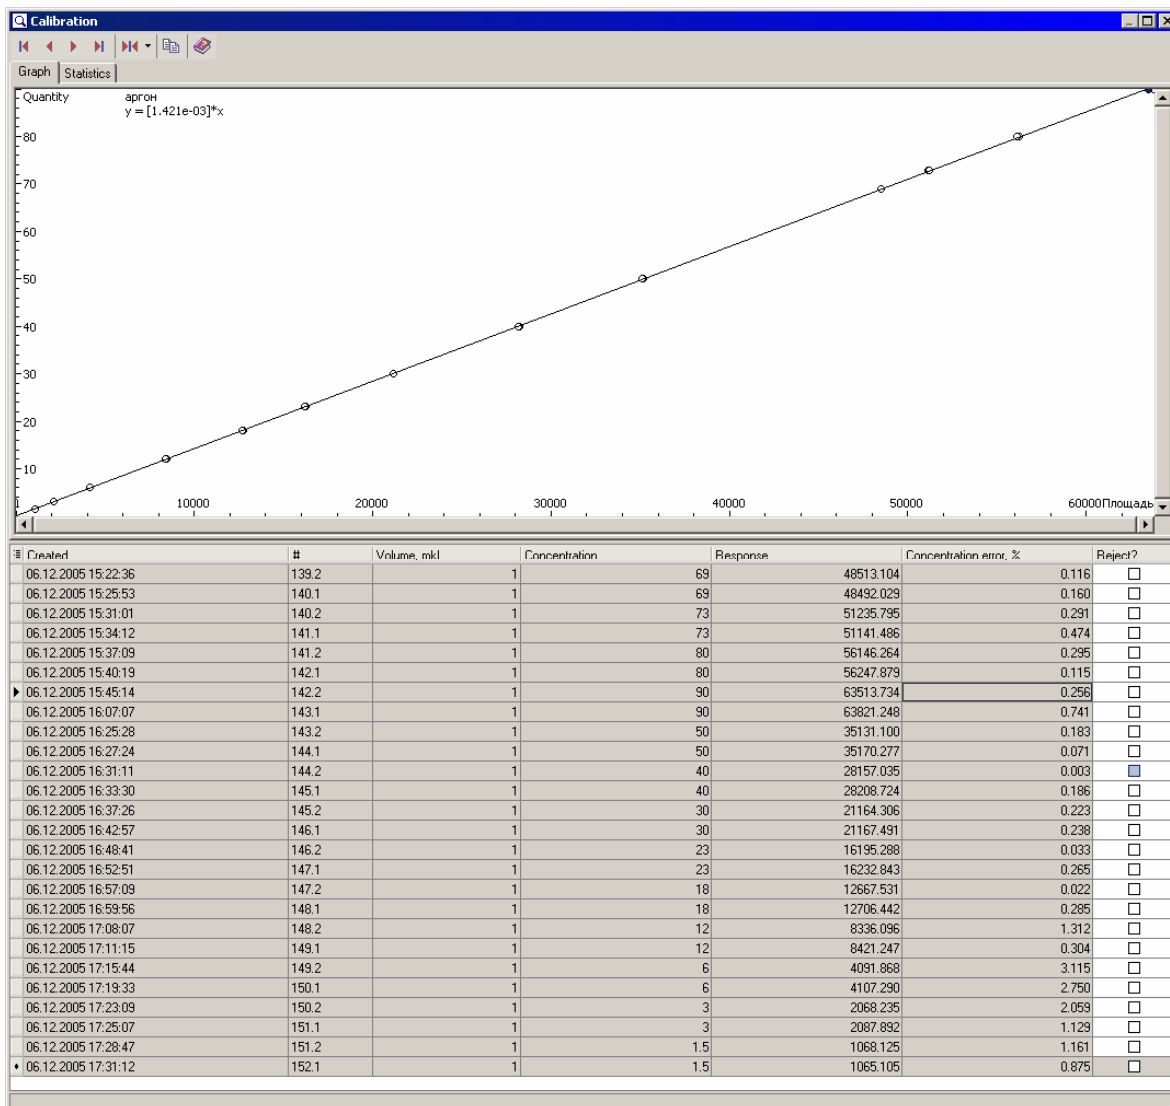 Calibration
Graph Statistics
Quantity аргон
y = [1.421e-03]*x
80
70
60
50
40
30
20
10
1 10000 20000 30000 40000 50000 60000 Площадь
Created # Volume, mkl Concentration Response Concentration error, % Reject?
06.12.2005 15:22:36 139.2 1 69 48513.104 0.116
06.12.2005 15:25:53 140.1 1 69 48492.029 0.160
06.12.2005 15:31:01 140.2 1 73 51235.795 0.291
06.12.2005 15:34:12 141.1 1 73 51141.486 0.474
06.12.2005 15:37:09 141.2 1 80 56146.264 0.295
06.12.2005 15:40:19 142.1 1 80 56247.879 0.115
06.12.2005 15:45:14 142.2 1 90 63513.734 0.256
06.12.2005 16:07:07 143.1 1 90 63821.248 0.741
06.12.2005 16:25:28 143.2 1 50 35131.100 0.183
06.12.2005 16:27:24 144.1 1 50 35170.277 0.071
06.12.2005 16:31:11 144.2 1 40 28157.035 0.003
06.12.2005 16:33:30 145.1 1 40 28208.724 0.186
06.12.2005 16:37:26 145.2 1 30 21164.306 0.223
06.12.2005 16:42:57 146.1 1 30 21167.491 0.238
06.12.2005 16:48:41 146.2 1 23 16195.288 0.033
06.12.2005 16:52:51 147.1 1 23 16232.843 0.265
06.12.2005 16:57:09 147.2 1 18 12667.531 0.022
06.12.2005 16:59:56 148.1 1 18 12706.442 0.285
06.12.2005 17:08:07 148.2 1 12 8336.096 1.312
06.12.2005 17:11:15 149.1 1 12 8421.247 0.304
06.12.2005 17:15:44 149.2 1 6 4091.868 3.115
06.12.2005 17:19:33 150.1 1 6 4107.290 2.750
06.12.2005 17:23:09 150.2 1 3 2068.235 2.059
06.12.2005 17:25:07 151.1 1 3 2087.892 1.129
06.12.2005 17:28:47 151.2 1 1.5 1068.125 1.161
06.12.2005 17:31:12 152.1 1 1.5 1065.105 0.875